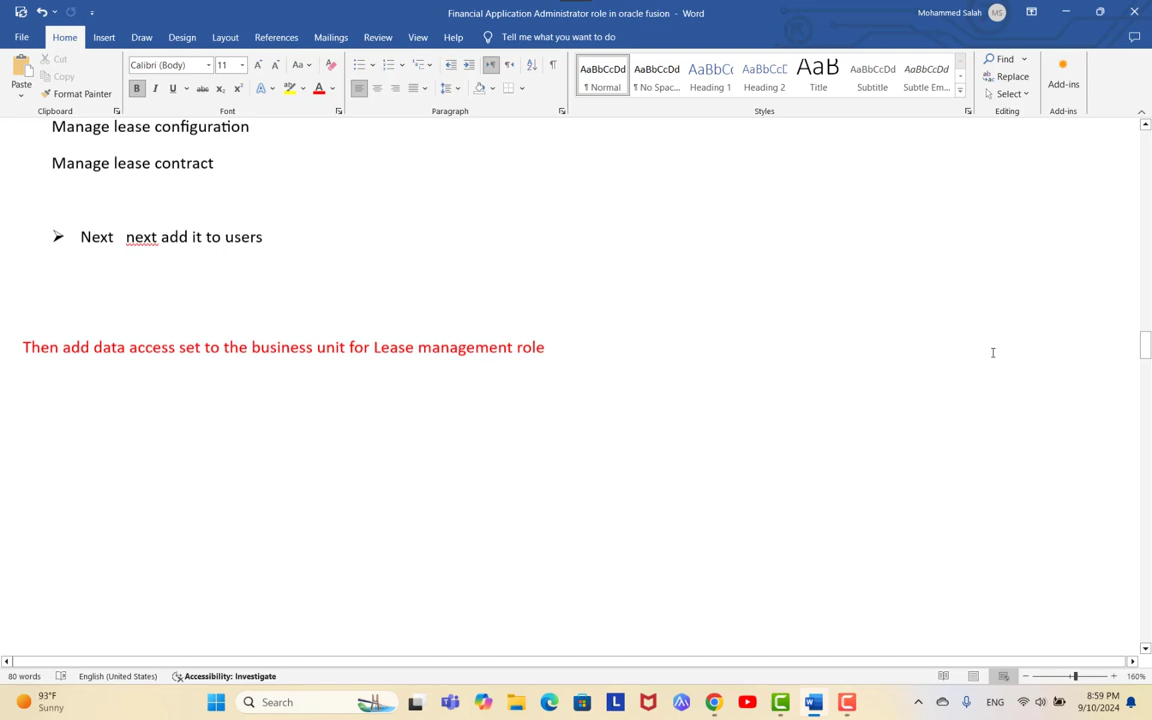 Financial Application Administrator role in oracle fusion - Word
Mohammed Salah MS
File Home Insert Draw Design Layout References Mailings Review View Help Tell me what you want to do
Paste
Cut
Copy
Format Painter
Clipboard
Calibri (Body) 11
Font
Paragraph
AaBbCcDd AaBbCcDd AaBbCc AaBbCcD AaB AaBbCcD AaBbCcDd
¶ Normal ¶ No Spac... Heading 1 Heading 2 Title Subtitle Subtle Em...
Styles
Find
Replace
Select
Editing
Add-ins
Add-ins
Manage lease configuration
Manage lease contract
➢ Next next add it to users
Then add data access set to the business unit for Lease management role
80 words English (United States) Accessibility: Investigate 160%
93°F
Sunny
Search
ENG
8:59 PM
9/10/2024